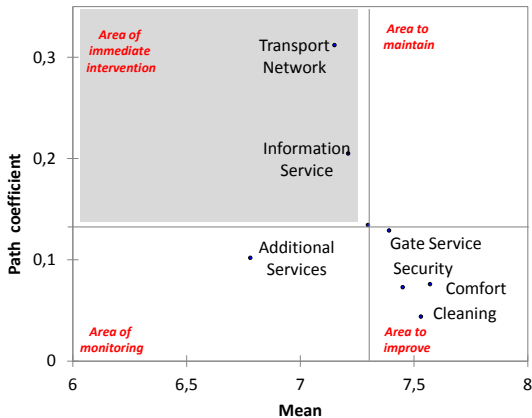 Area of
immediate
intervention
Transport
Network
Area to
maintain
0,3
Information
Service
0,2
Path coefficient
Additional
Services
Gate Service
Security
Comfort
Cleaning
0,1
Area of
monitoring
Area to
improve
0
6
6,5
7
7,5
8
Mean